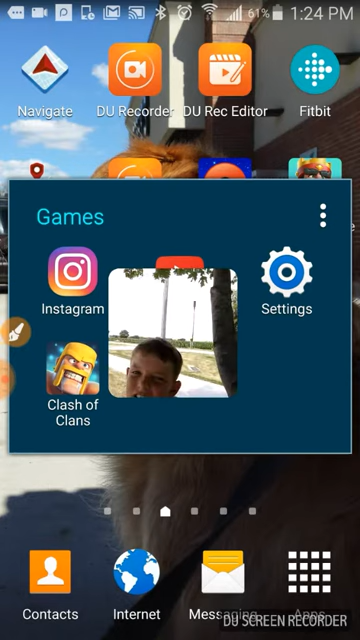 61% 1:24 PM
Navigate DU Recorder DU Rec Editor Fitbit
Games
Instagram Settings
Clash of
Clans
Contacts Internet Messaging Apps
DU SCREEN RECORDER